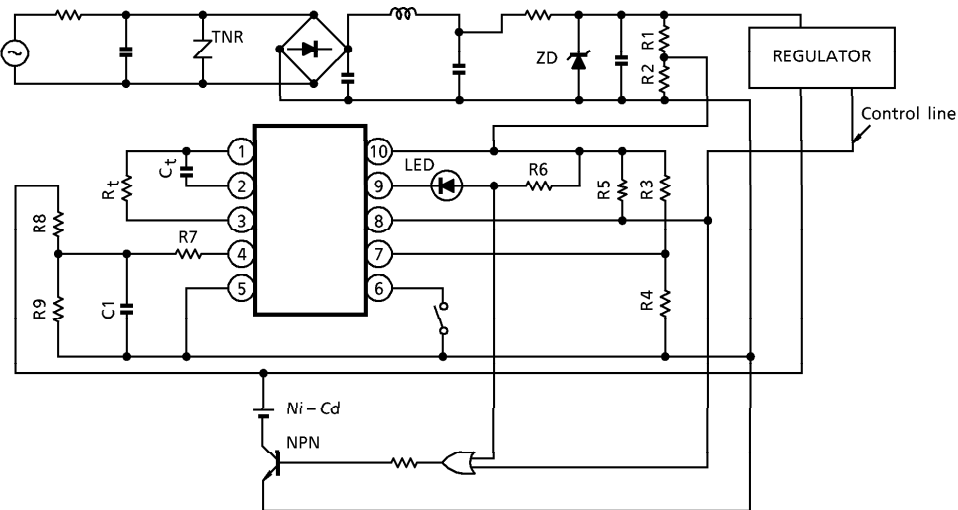 TNR
ZD
R1
R2
REGULATOR
Control line
1
2
3
4
5
10
9
8
7
6
Ct
Rt
LED
R6
R5
R3
R8
R7
R9
C1
R4
Ni – Cd
NPN